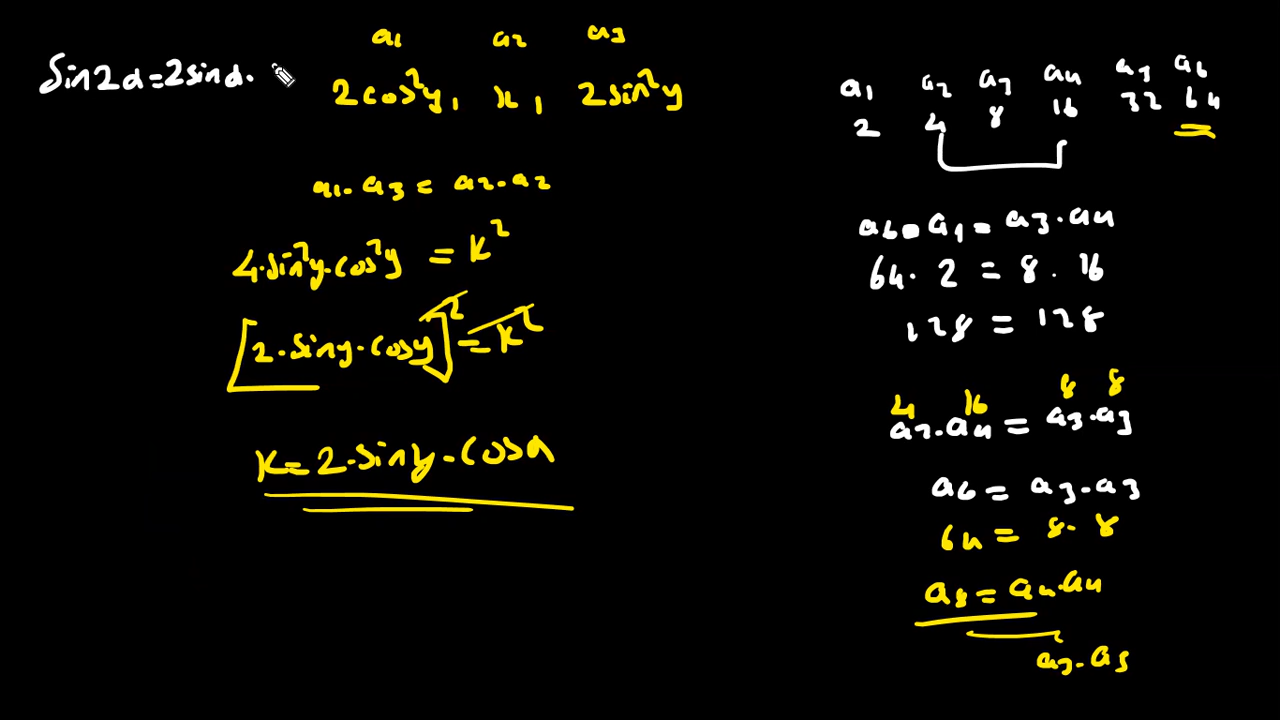 sin2α=2sinα.
a1 a2 a3
2cos²y, x, 2sin²y
a1.a3=a2.a2
4.sin²y.cos²y = k²
[2.siny.cosy]²=k²
k=2.siny.cosα
a1 a2 a3 a4 a5 a6
2 4 8 16 32 64
a6.a1=a3.a4
64.2=8.16
128=128
4 16 8 8
a2.a4=a3.a3
a6=a3.a3
64=8.8
a8=a4.a4
a3.a5